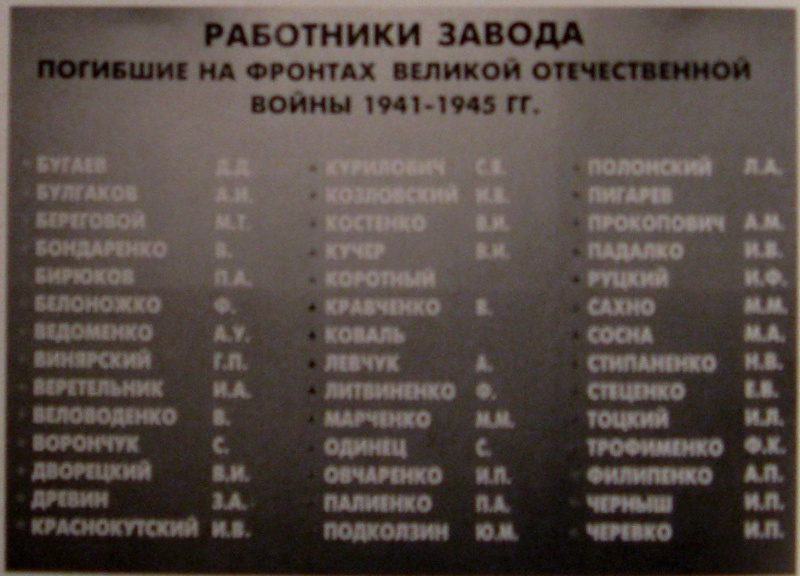 РАБОТНИКИ ЗАВОДА
ПОГИБШИЕ НА ФРОНТАХ ВЕЛИКОЙ ОТЕЧЕСТВЕННОЙ
ВОЙНЫ 1941-1945 ГГ.
БУГАЕВ Д.Д.
БУЛГАКОВ А.И.
БЕРЕГОВОЙ М.Т.
БОНДАРЕНКО В.
БИРЮКОВ П.А.
БЕЛОНОЖКО Ф.
ВЕДОМЕНКО А.У.
ВИНЯРСКИЙ Г.П.
ВЕРЕТЕЛЬНИК И.А.
ВЕЛОВОДЕНКО В.
ВОРОНЧУК С.
ДВОРЕЦКИЙ В.И.
ДРЕВИН З.А.
КРАСНОКУТСКИЙ И.В.
КУРИЛОВИЧ С.Е.
КОЗЛОВСКИЙ И.В.
КОСТЕНКО В.И.
КУЧЕР В.И.
КОРОТНЫЙ
КРАВЧЕНКО В.
КОВАЛЬ
ЛЕВЧУК А.
ЛИТВИНЕНКО Ф.
МАРЧЕНКО М.М.
ОДИНЕЦ С.
ОВЧАРЕНКО И.П.
ПАЛИЕНКО П.А.
ПОДКОЛЗИН Ю.М.
ПОЛОНСКИЙ Л.А.
ПИГАРЕВ
ПРОКОПОВИЧ А.М.
ПАДАЛКО И.В.
РУЦКИЙ И.Ф.
САХНО М.М.
СОСНА М.А.
СТИПАНЕНКО Н.В.
СТЕЦЕНКО Е.В.
ТОЦКИЙ И.Л.
ТРОФИМЕНКО Ф.К.
ФИЛИПЕНКО А.П.
ЧЕРНЫШ И.П.
ЧЕРЕВКО И.П.